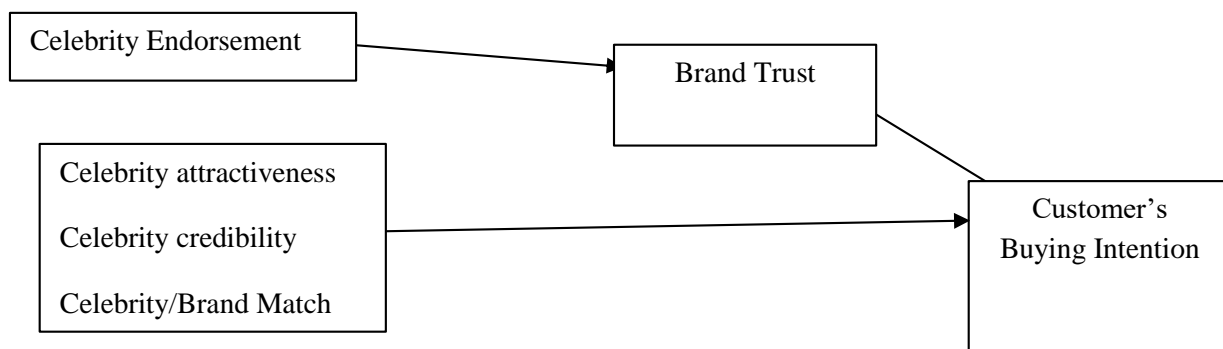 Celebrity Endorsement
Brand Trust
Celebrity attractiveness
Celebrity credibility
Celebrity/Brand Match
Customer’s
Buying Intention